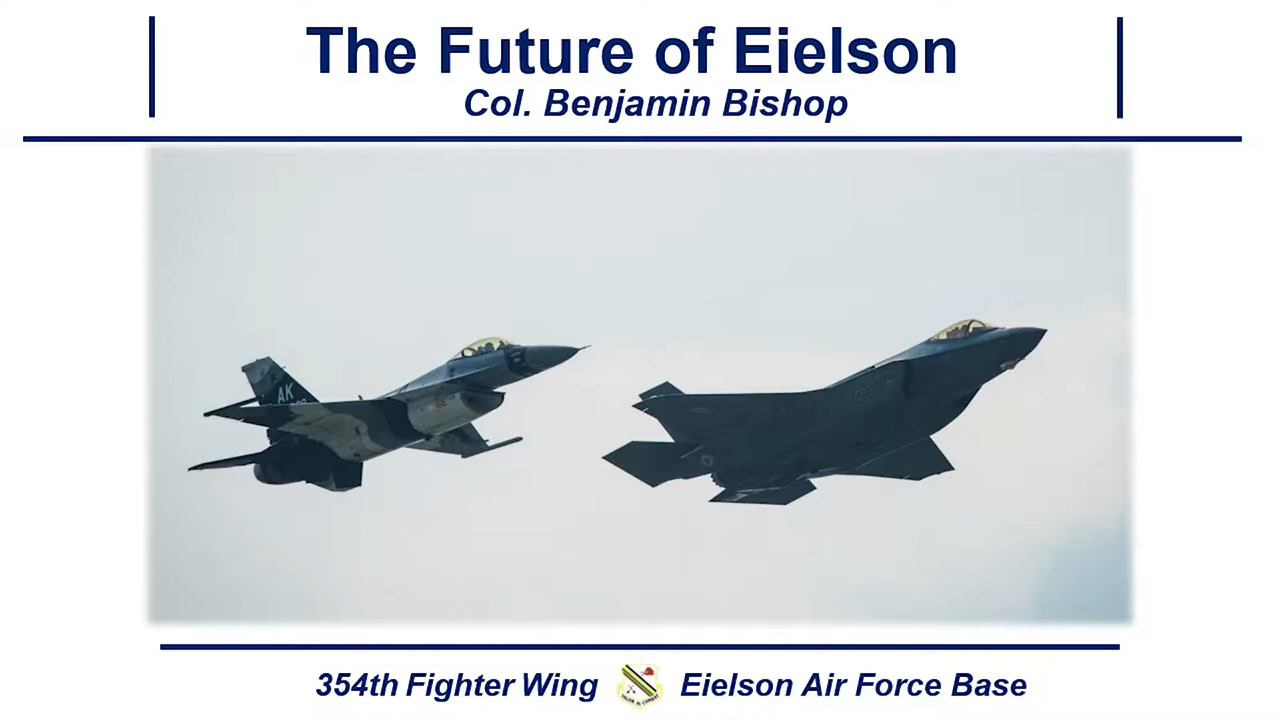 The Future of Eielson
Col. Benjamin Bishop
AK
354th Fighter Wing
Eielson Air Force Base